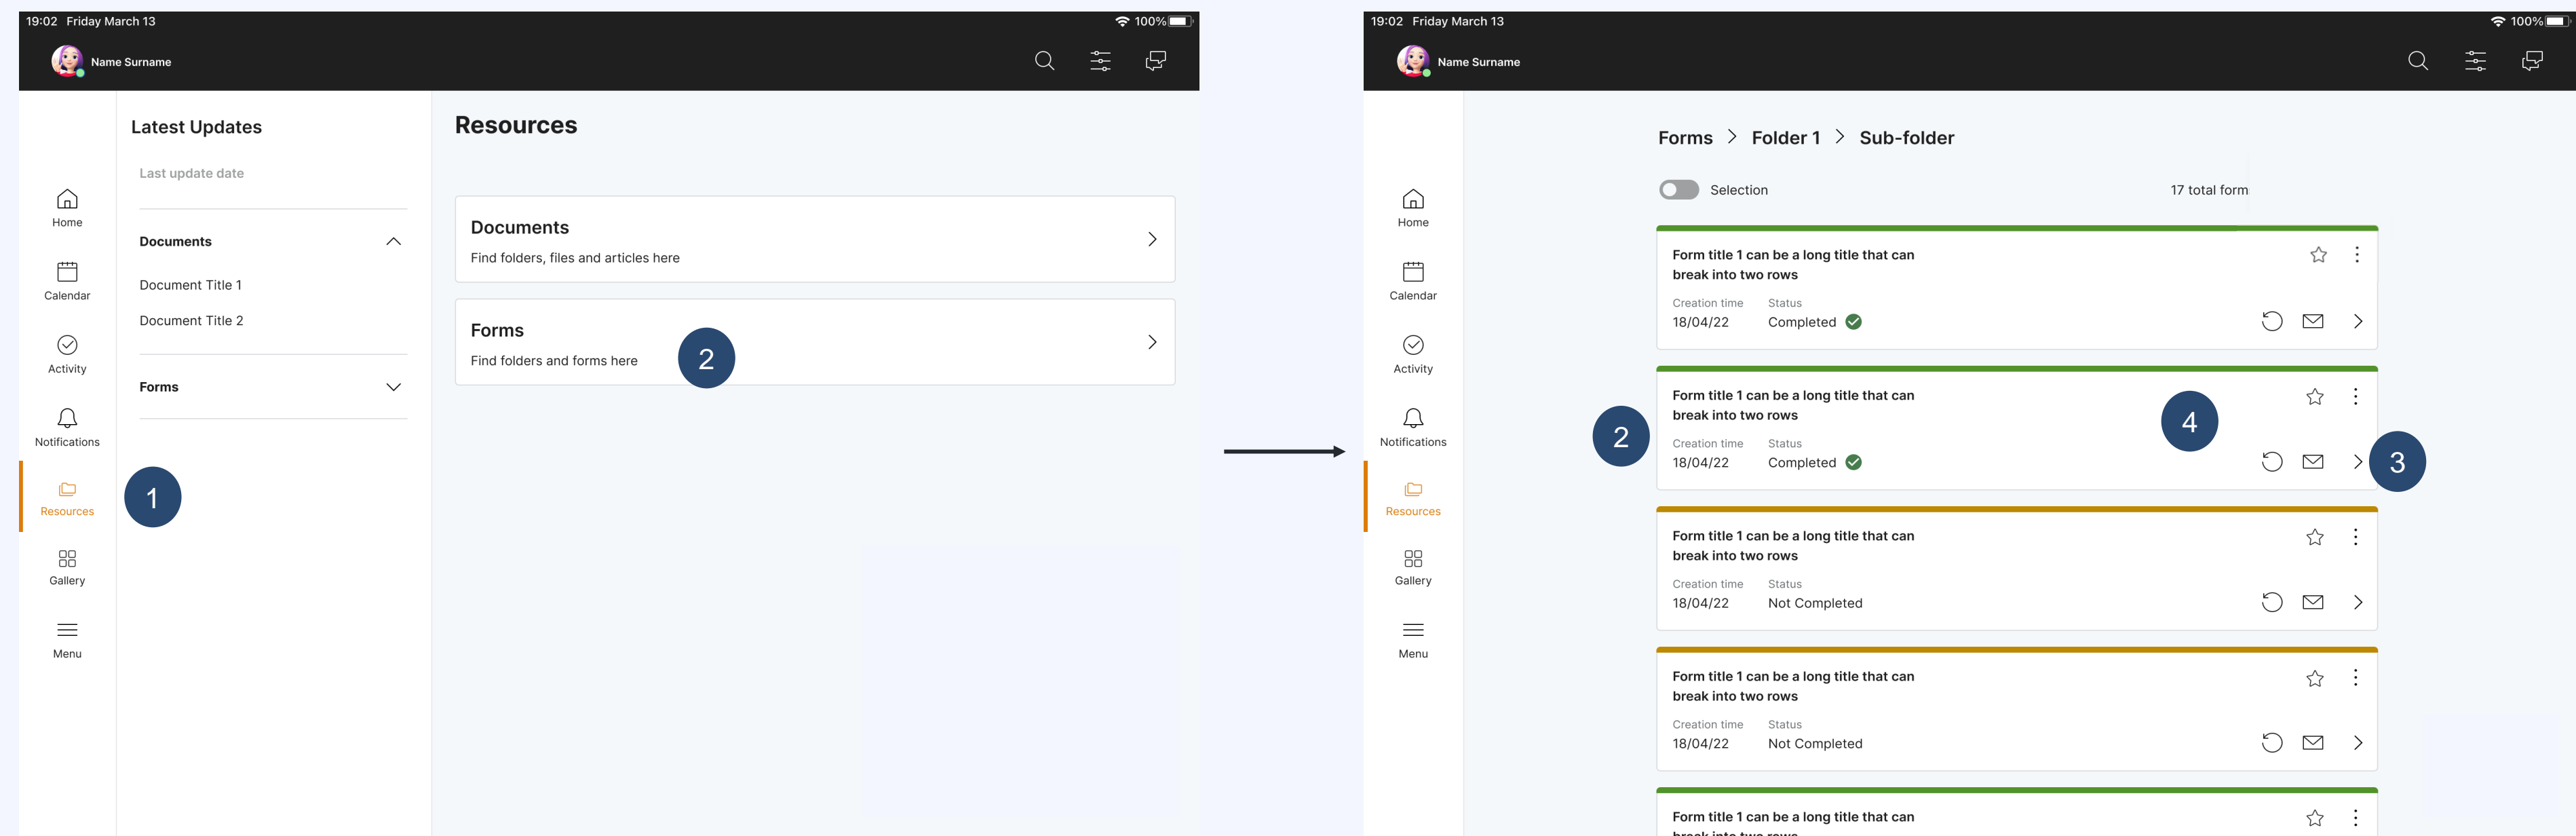 19:02 Friday March 13
100%
Name Surname
Home
Calendar
Activity
Notifications
Resources
Gallery
Menu
1
Latest Updates
Last update date
Documents
Document Title 1
Document Title 2
Forms
Resources
Documents
Find folders, files and articles here
Forms
Find folders and forms here
2
19:02 Friday March 13
100%
Name Surname
Home
Calendar
Activity
Notifications
Resources
Gallery
Menu
Forms > Folder 1 > Sub-folder
Selection
17 total form
Form title 1 can be a long title that can
break into two rows
Creation time Status
18/04/22 Completed
2
Form title 1 can be a long title that can
break into two rows
4
Creation time Status
18/04/22 Completed
3
Form title 1 can be a long title that can
break into two rows
Creation time Status
18/04/22 Not Completed
Form title 1 can be a long title that can
break into two rows
Creation time Status
18/04/22 Not Completed
Form title 1 can be a long title that can
break into two rows